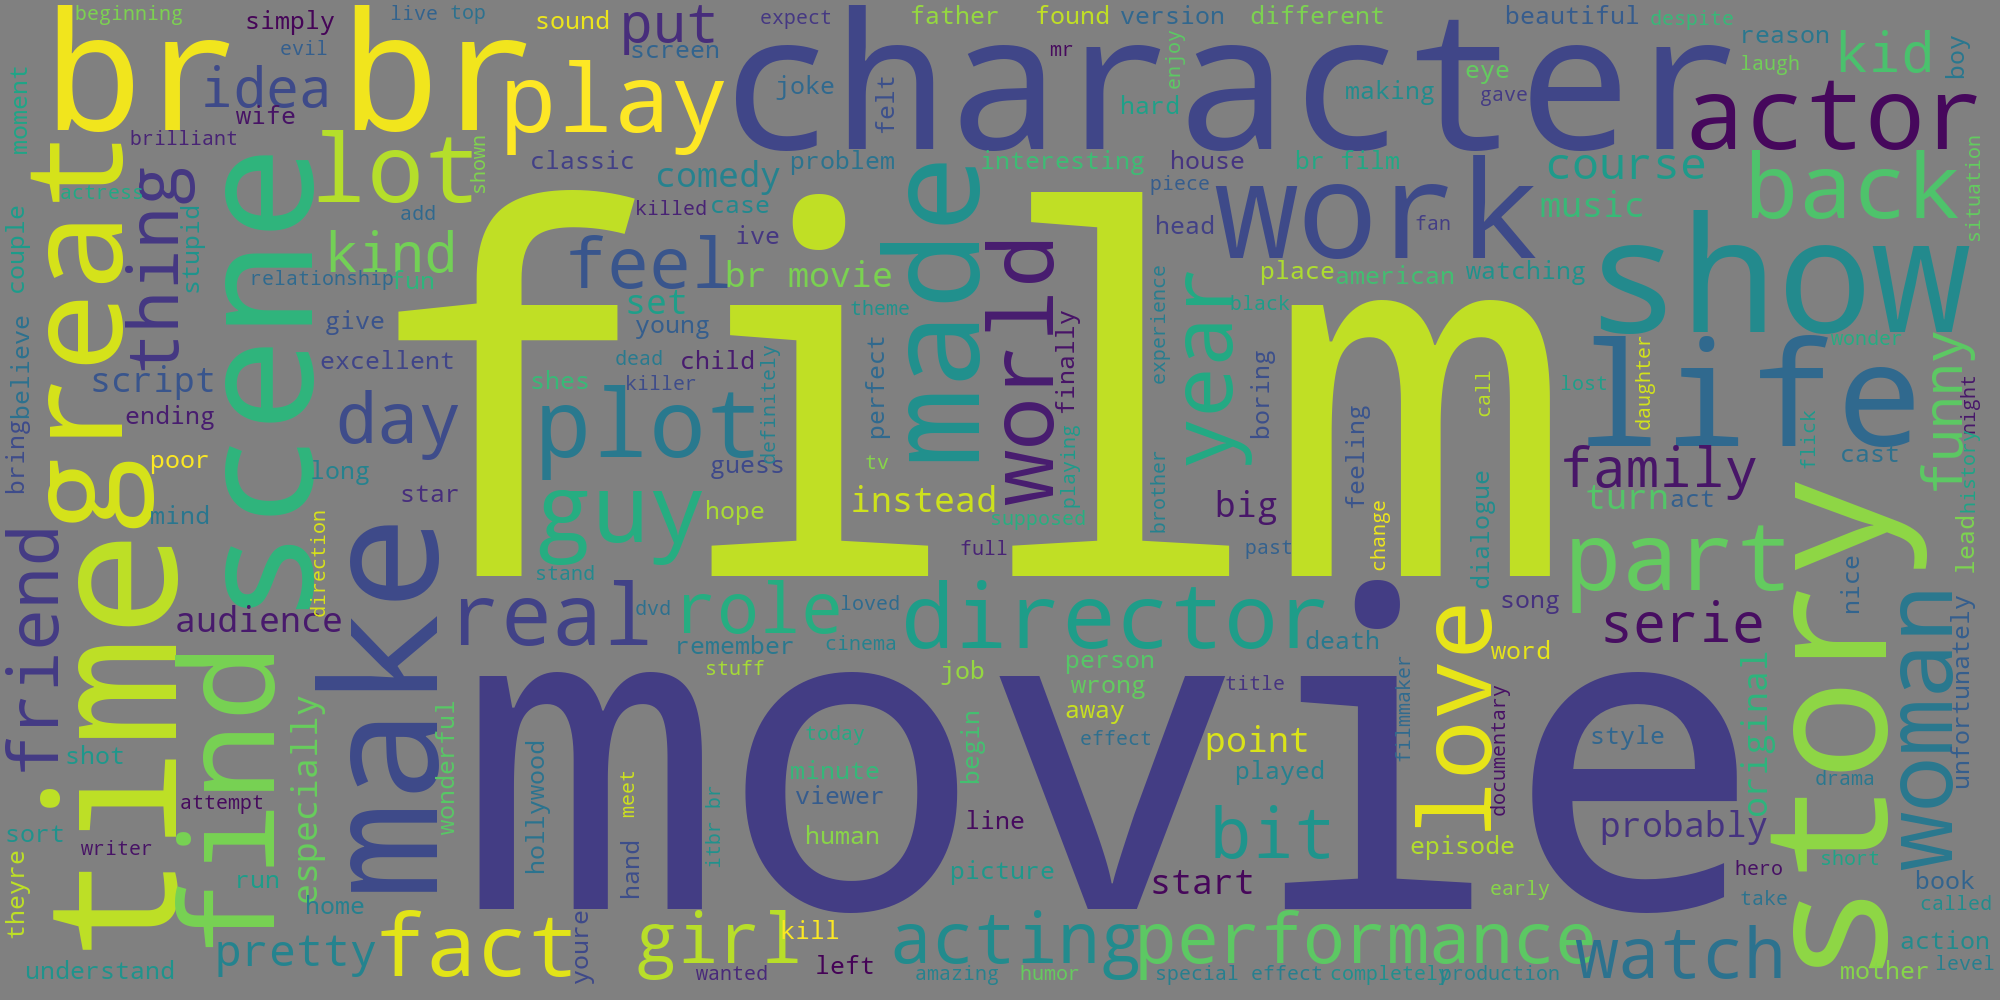 beginning
simply
live
top
sound
put
expect
father
found
version
different
beautiful
despite
br br
character
evil
idea
wife
screen
play
joke
felt
mr
enjoy
hard
making
eye
gave
reason
laugh
kid
boy
actor
moment
brilliant
great
thing
scene
lot
shown
classic
comedy
problem
made
interesting
house
br film
course
back
situation
actress
couple
stupid
add
killed
case
piece
head
work
fan
music
show
kind
feel
ive
br movie
world
year
place
american
watching
relationship
fun
set
young
theme
film
black
experience
finally
give
excellent
script
ending
dead
child
killer
shes
definitely
perfect
boring
call
lost
daughter
life
wonder
funny
night
believe
bring
day
plot
guess
tv
playing
brother
feeling
flick
cast
history
family
poor
mind
long
star
guy
hope
instead
supposed
big
full
past
change
dialogue
turn
act
lead
part
friend
time
direction
audience
make
stand
real
dvd
role
loved
remember
cinema
director
death
love
song
word
serie
nice
story
woman
unfortunately
find
especially
wonderful
stuff
job
person
wrong
away
title
filmmaker
documentary
original
style
shot
movie
today
minute
viewer
human
begin
effect
point
played
drama
attempt
hollywood
meet
itbr br
line
bit
episode
probably
sort
writer
hand
picture
start
early
hero
short
take
book
called
theyre
run
home
understand
pretty
fact
youre
girl
kill
wanted
left
acting
amazing
humor
performance
special effect
completely
production
watch
mother
action
level